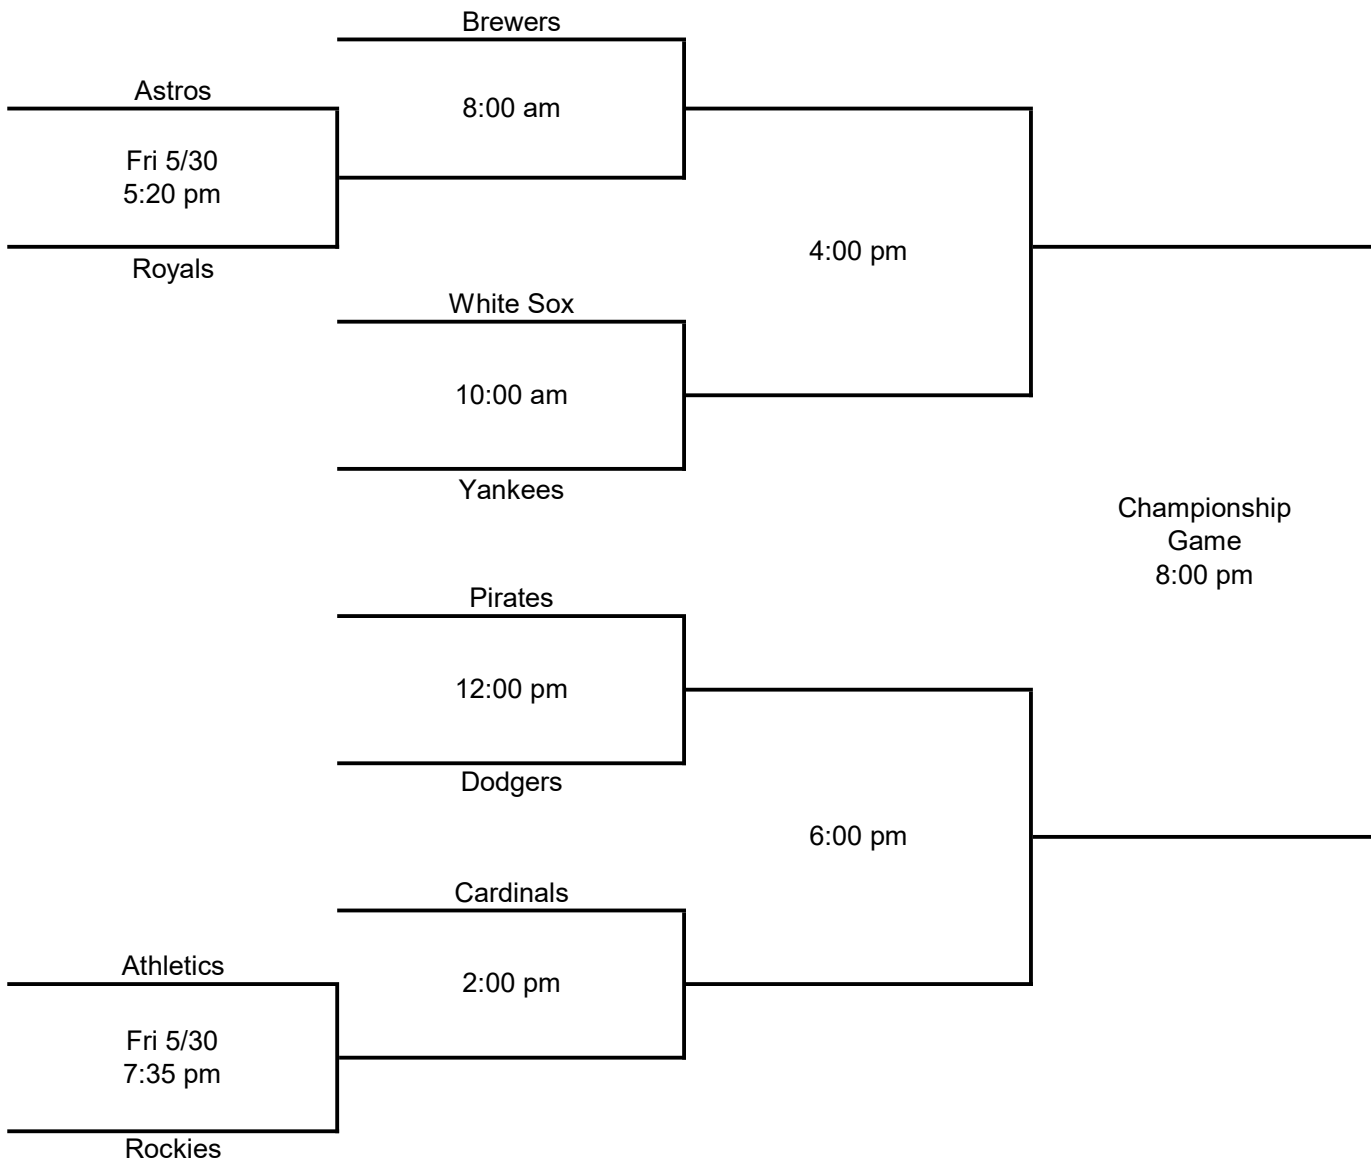 Brewers
Astros
8:00 am
Fri 5/30
5:20 pm
4:00 pm
Royals
White Sox
10:00 am
Yankees
Championship
Game
8:00 pm
Pirates
12:00 pm
Dodgers
6:00 pm
Cardinals
Athletics
2:00 pm
Fri 5/30
7:35 pm
Rockies